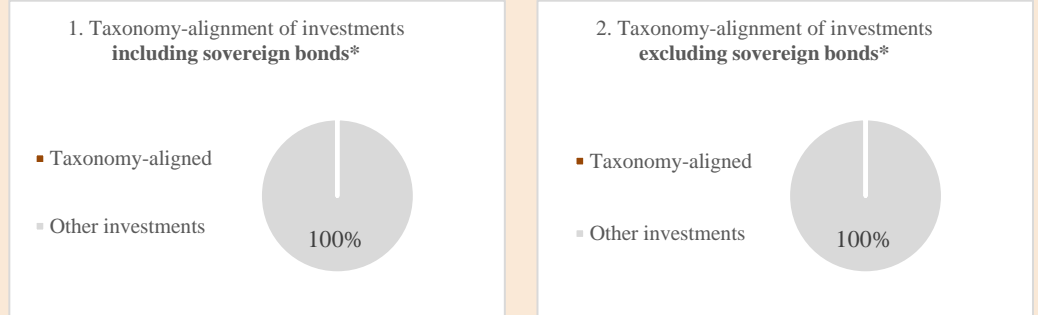 1. Taxonomy-alignment of investments
including sovereign bonds*
Taxonomy-aligned
Other investments
100%
2. Taxonomy-alignment of investments
excluding sovereign bonds*
Taxonomy-aligned
Other investments
100%